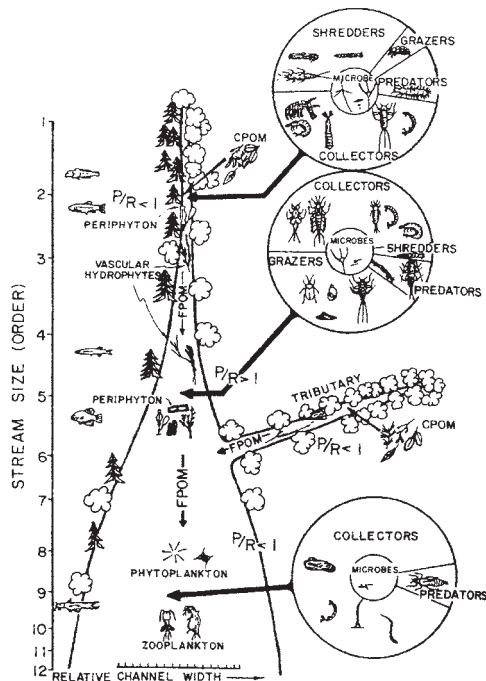 SHREDDERS
GRAZERS
MICROBES
PREDATORS
COLLECTORS
1
CPOM
2
P/R < 1
PERIPHYTON
COLLECTORS
MICROBES
SHREDDERS
GRAZERS
PREDATORS
3
VASCULAR
HYDROPHYTES
FPOM
STREAM SIZE (ORDER)
4
P/R > 1
5
PERIPHYTON
TRIBUTARY
FPOM
P/R < 1
CPOM
6
FPOM
7
P/R < 1
8
PHYTOPLANKTON
COLLECTORS
MICROBES
PREDATORS
9
10
ZOOPLANKTON
11
12
RELATIVE CHANNEL WIDTH